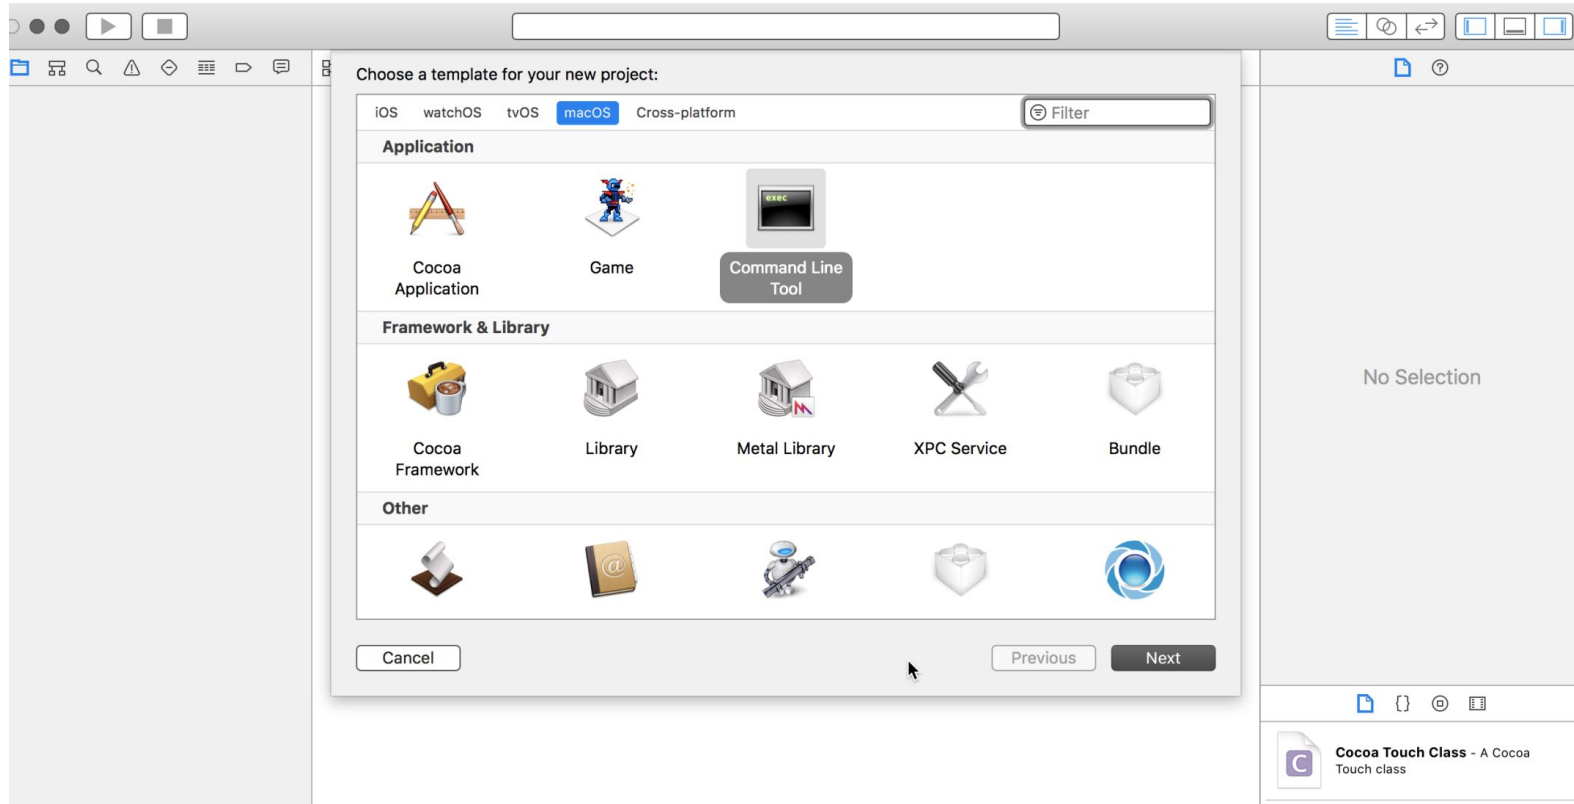 Choose a template for your new project:
iOS watchOS tvOS macOS Cross-platform Filter
Application
exec
Cocoa Application
Game
Command Line Tool
Framework & Library
Cocoa Framework
Library
Metal Library
XPC Service
Bundle
Other
Cancel Previous Next
No Selection
Cocoa Touch Class - A Cocoa
Touch class